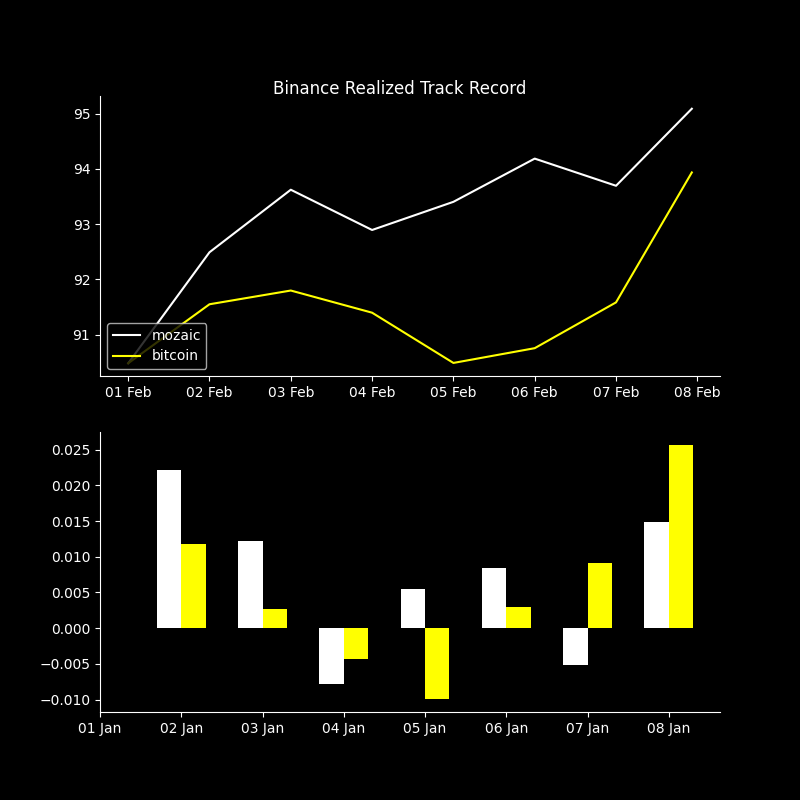 Binance Realized Track Record
95
94
93
92
91
mozaic
bitcoin
01 Feb 02 Feb 03 Feb 04 Feb 05 Feb 06 Feb 07 Feb 08 Feb
0.025
0.020
0.015
0.010
0.005
0.000
−0.005
−0.010
01 Jan 02 Jan 03 Jan 04 Jan 05 Jan 06 Jan 07 Jan 08 Jan